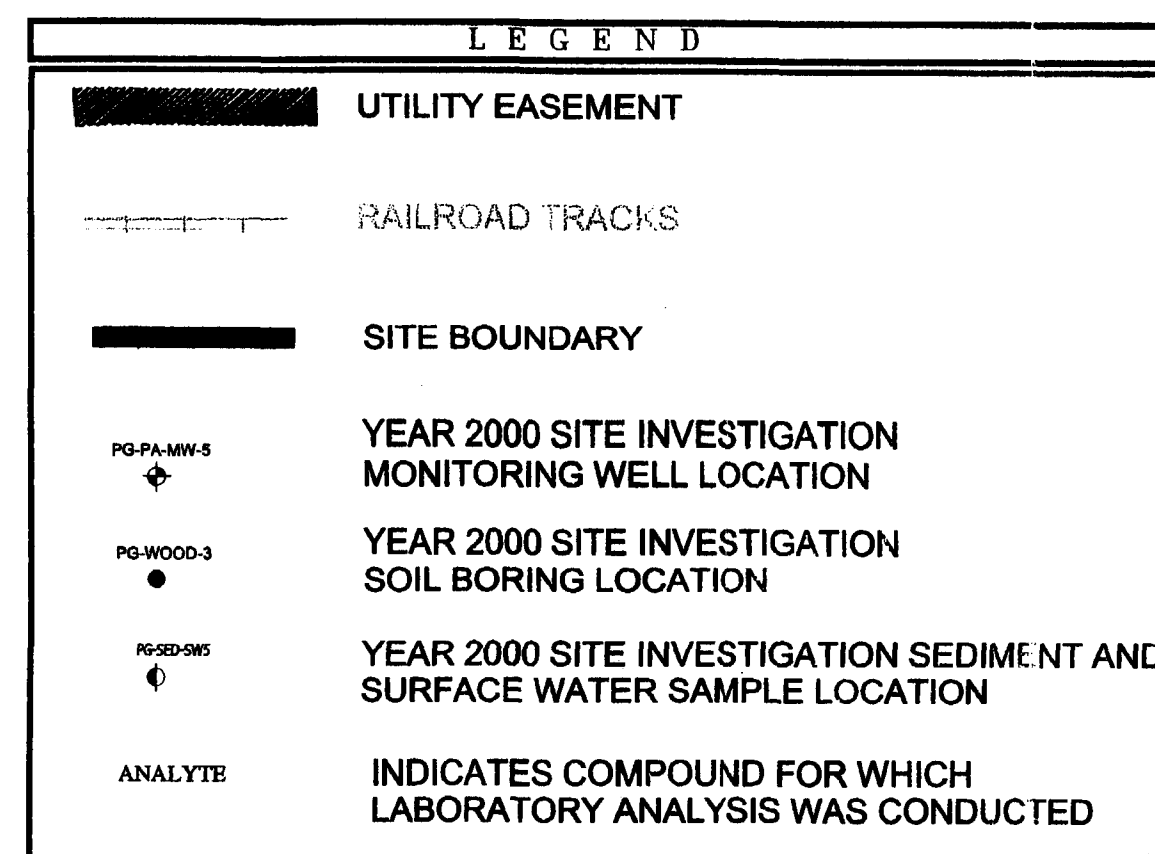 LEGEND
UTILITY EASEMENT
RAILROAD TRACKS
SITE BOUNDARY
PG-PA-MW-5
YEAR 2000 SITE INVESTIGATION
MONITORING WELL LOCATION
PG-WOOD-3
YEAR 2000 SITE INVESTIGATION
SOIL BORING LOCATION
PG-SED-SW5
YEAR 2000 SITE INVESTIGATION SEDIMENT AND
SURFACE WATER SAMPLE LOCATION
ANALYTE
INDICATES COMPOUND FOR WHICH
LABORATORY ANALYSIS WAS CONDUCTED